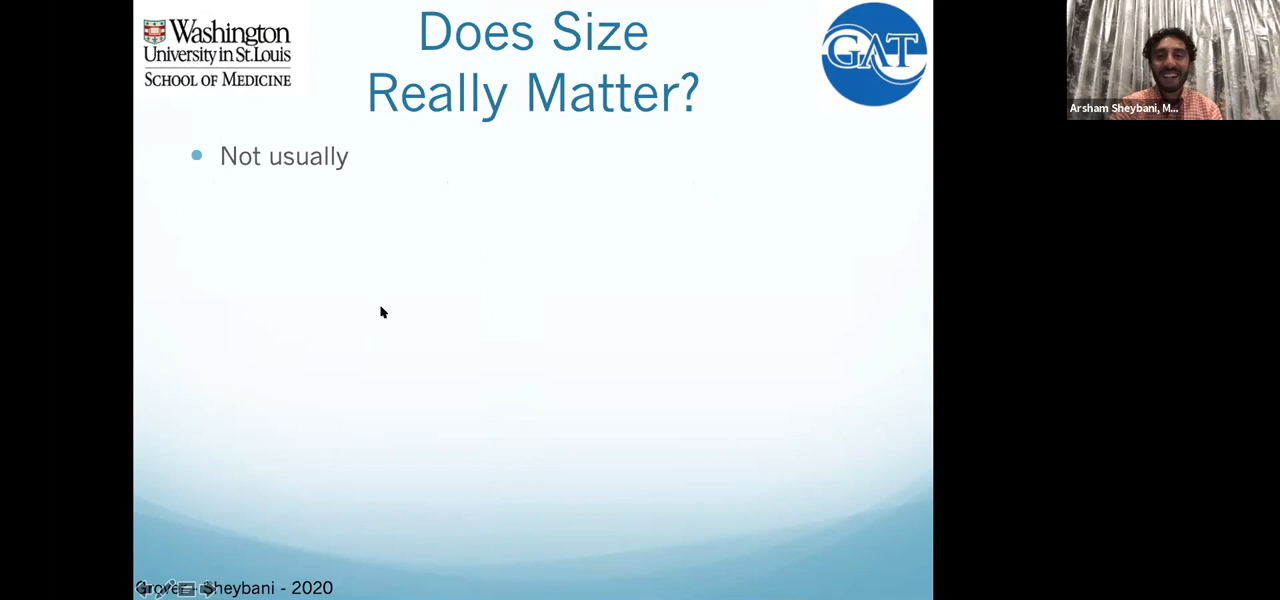 Washington
University in St. Louis
SCHOOL OF MEDICINE
Does Size
Really Matter?
GAT
Arsham Sheybani, M...
Not usually
Grover - Sheybani - 2020